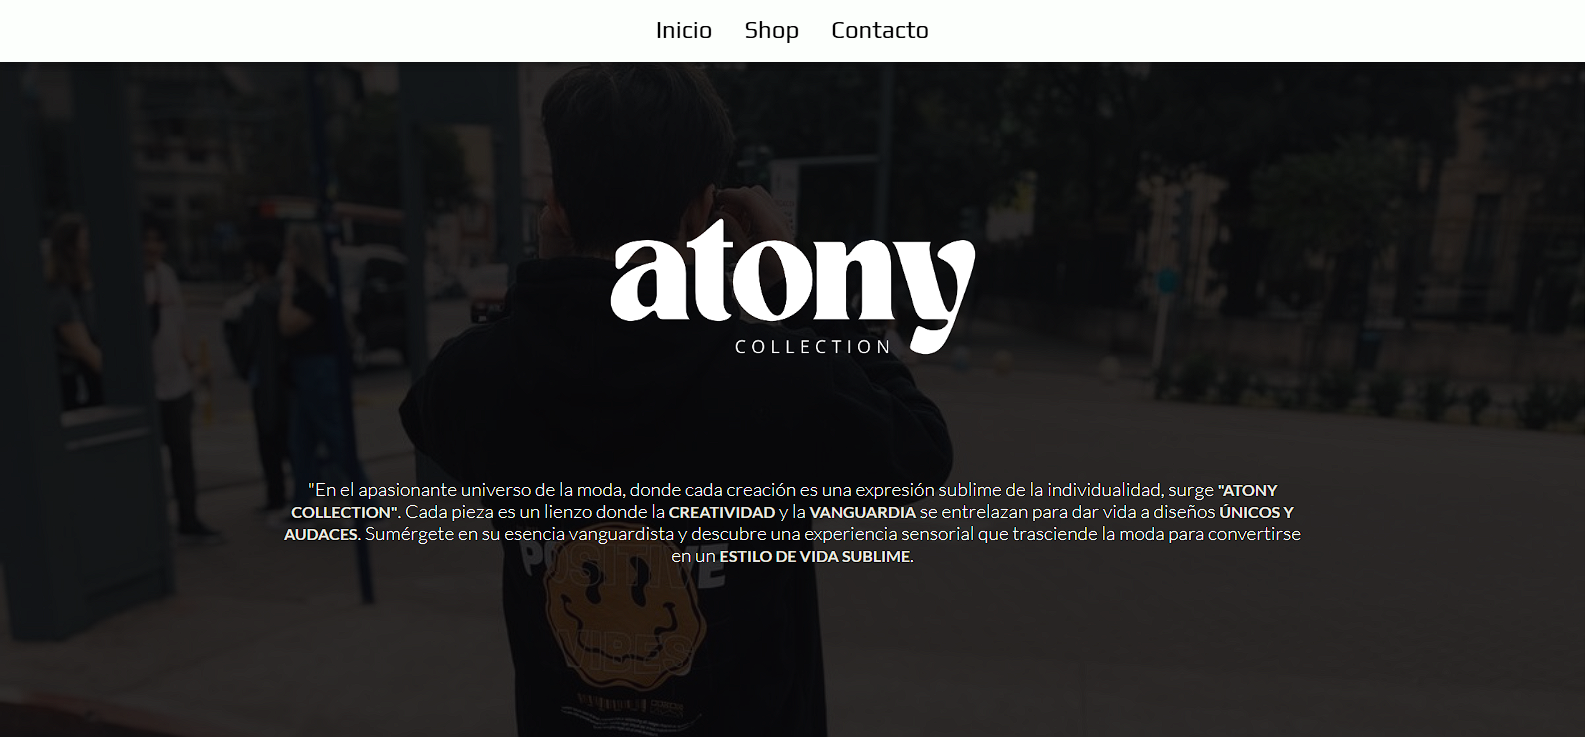 Inicio Shop Contacto
atony
COLLECTION
"En el apasionante universo de la moda, donde cada creación es una expresión sublime de la individualidad, surge "ATONY
COLLECTION". Cada pieza es un lienzo donde la CREATIVIDAD y la VANGUARDIA se entrelazan para dar vida a diseños ÚNICOS Y
AUDACES. Sumérgete en su esencia vanguardista y descubre una experiencia sensorial que trasciende la moda para convertirse
en un ESTILO DE VIDA SUBLIME.
POSITIVE
VIBES